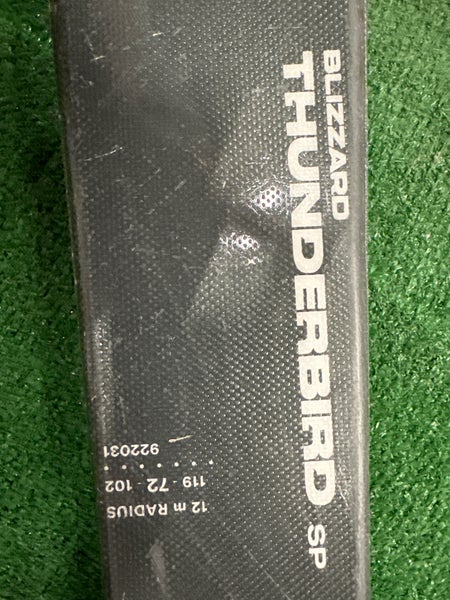 BLIZZARD
THUNDERBIRD SP
12 m RADIUS
119 - 72 - 102
922031